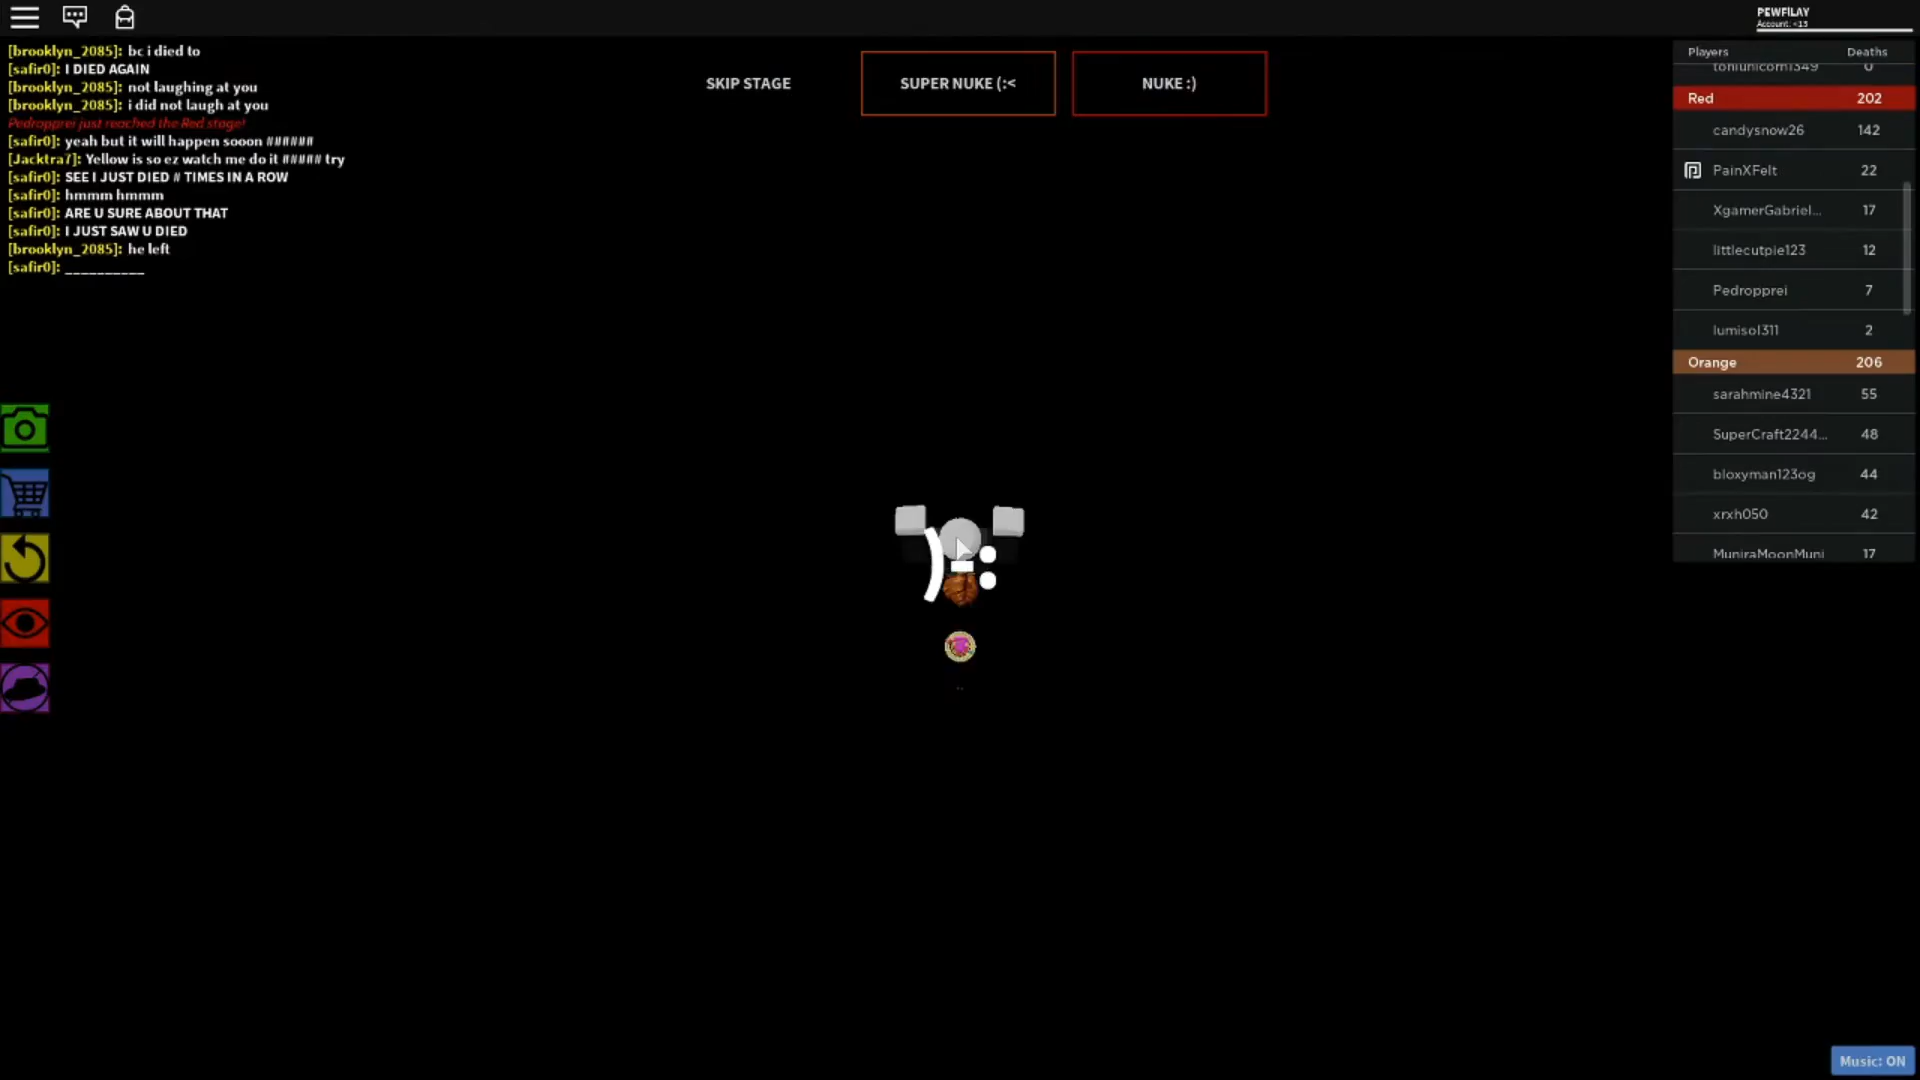 PEWFILAY
Account: <13
[brooklyn_2085]: bc i died to
[safir0]: I DIED AGAIN
[brooklyn_2085]: not laughing at you
[brooklyn_2085]: i did not laugh at you
Pedropprei just reached the Red stage!
[safir0]: yeah but it will happen sooon ######
[Jacktra7]: Yellow is so ez watch me do it ##### try
[safir0]: SEE I JUST DIED # TIMES IN A ROW
[safir0]: hmmm hmmm
[safir0]: ARE U SURE ABOUT THAT
[safir0]: I JUST SAW U DIED
[brooklyn_2085]: he left
[safir0]: __________
SKIP STAGE
SUPER NUKE (:<
NUKE :)
Players Deaths
toniunicorn1349 0
Red 202
candysnow26 142
PainXFelt 22
XgamerGabriel... 17
littlecutpie123 12
Pedropprei 7
lumisol311 2
Orange 206
sarahmine4321 55
SuperCraft2244... 48
bloxyman123og 44
xrxh050 42
MuniraMoonMuni 17
Music: ON